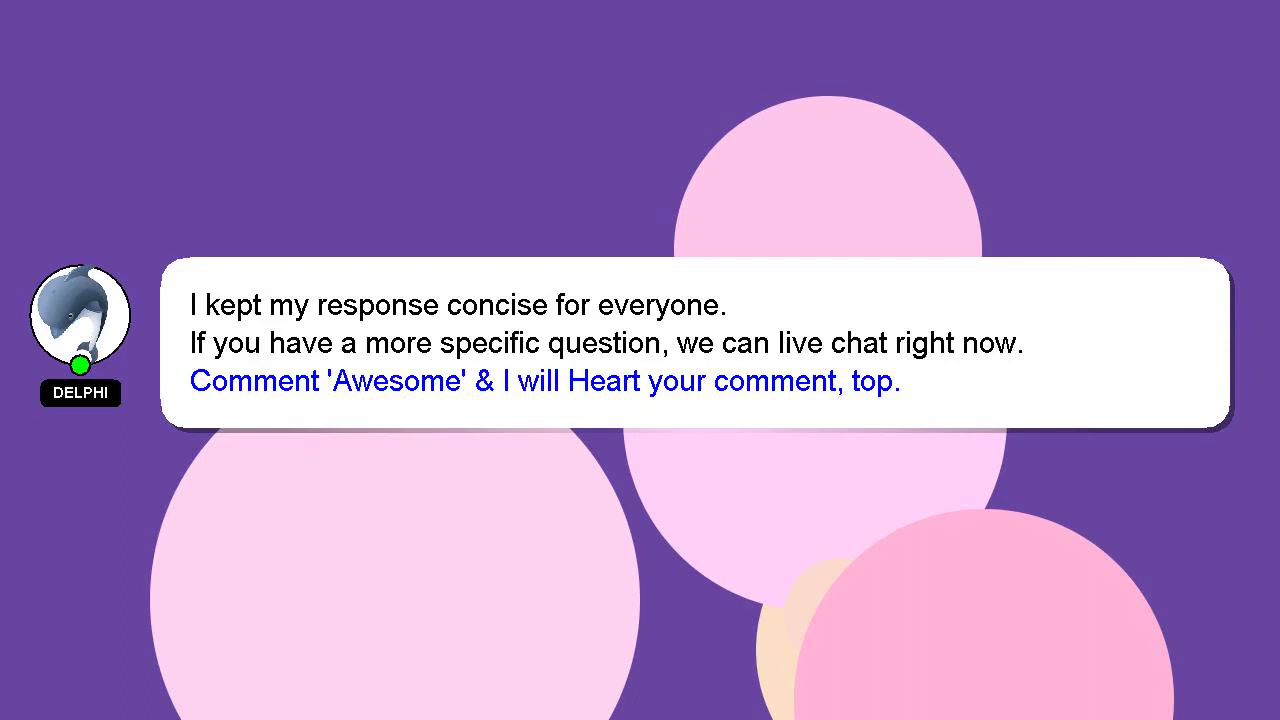 I kept my response concise for everyone.
If you have a more specific question, we can live chat right now.
Comment 'Awesome' & I will Heart your comment, top.
DELPHI